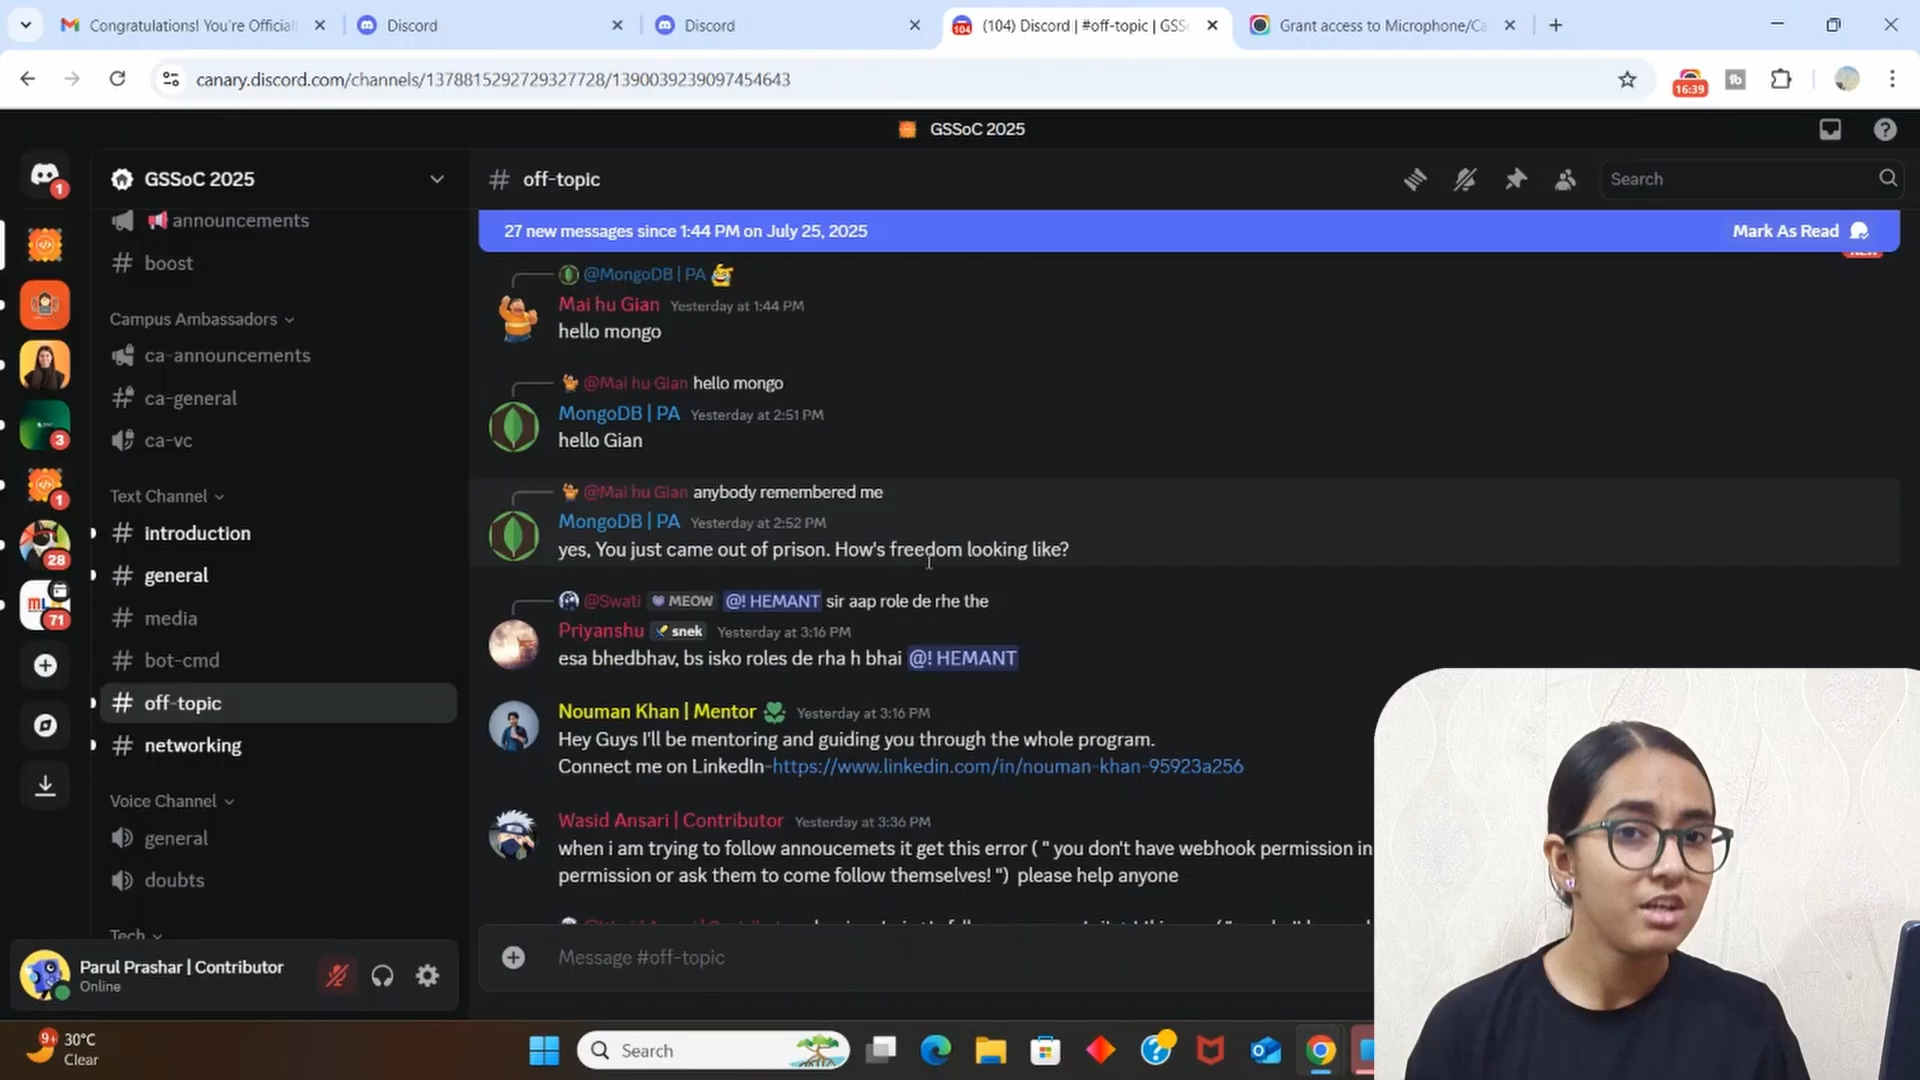 Congratulations! You're Official
Discord
Discord
(104) Discord | #off-topic | GSS
Grant access to Microphone/Ca
canary.discord.com/channels/1378815292729327728/1390039239097454643
16:39
GSSoC 2025
GSSoC 2025
announcements
boost
Campus Ambassadors
ca-announcements
ca-general
ca-vc
Text Channel
introduction
general
media
bot-cmd
off-topic
networking
Voice Channel
general
doubts
Tech
1
3
1
28
71
Parul Prashar | Contributor
Online
off-topic
Search
27 new messages since 1:44 PM on July 25, 2025
Mark As Read
NEW
@MongoDB | PA
Mai hu Gian Yesterday at 1:44 PM
hello mongo
@Mai hu Gian hello mongo
MongoDB | PA Yesterday at 2:51 PM
hello Gian
@Mai hu Gian anybody remembered me
MongoDB | PA Yesterday at 2:52 PM
yes, You just came out of prison. How's freedom looking like?
@Swati MEOW @! HEMANT sir aap role de rhe the
Priyanshu snek Yesterday at 3:16 PM
esa bhedbhav, bs isko roles de rha h bhai @! HEMANT
Nouman Khan | Mentor Yesterday at 3:16 PM
Hey Guys I'll be mentoring and guiding you through the whole program.
Connect me on LinkedIn-https://www.linkedin.com/in/nouman-khan-95923a256
Wasid Ansari | Contributor Yesterday at 3:36 PM
when i am trying to follow annoucemets it get this error ( " you don't have webhook permission in
permission or ask them to come follow themselves! ") please help anyone
Message #off-topic
9+
30°C
Clear
Search